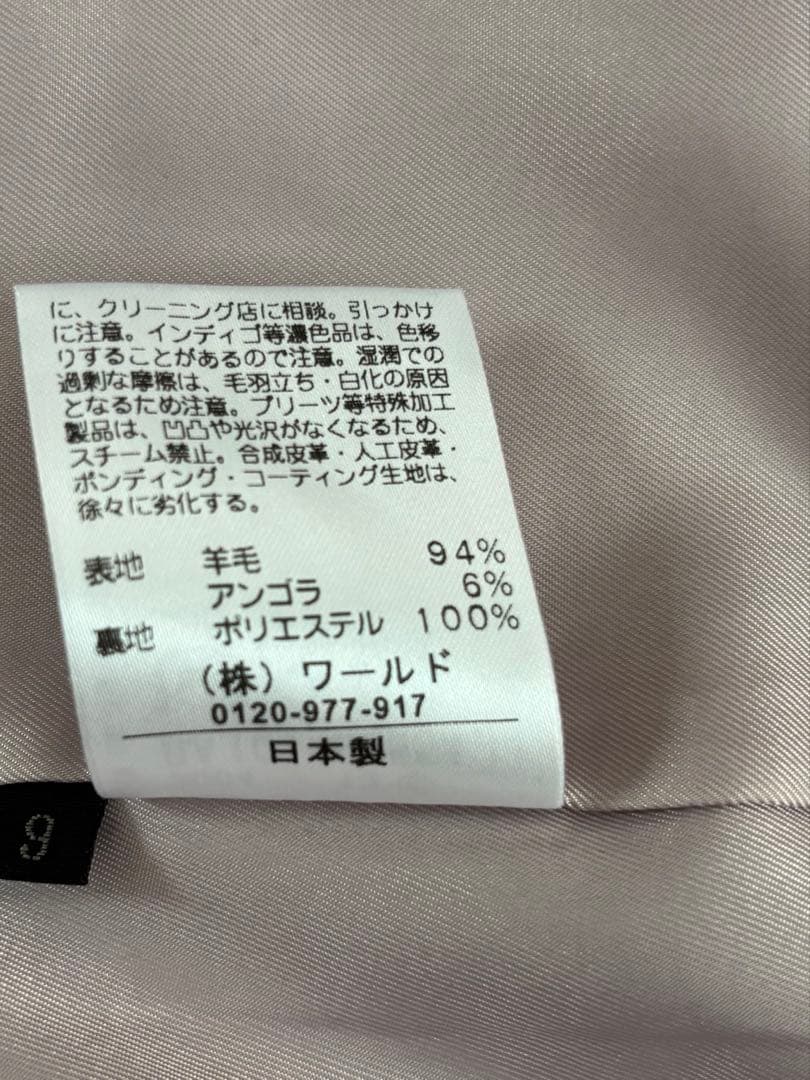 に、クリーニング店に相談。引っかけ
に注意。インディゴ等濃色品は、色移
りすることがあるので注意。湿潤での
過剰な摩擦は、毛羽立ち・白化の原因
となるため注意。プリーツ等特殊加工
製品は、凹凸や光沢がなくなるため、
スチーム禁止。合成皮革・人工皮革・
ボンディング・コーティング生地は、
徐々に劣化する。
表地 羊毛 94%
アンゴラ 6%
裏地 ポリエステル 100%
(株) ワールド
0120-977-917
日本製
9